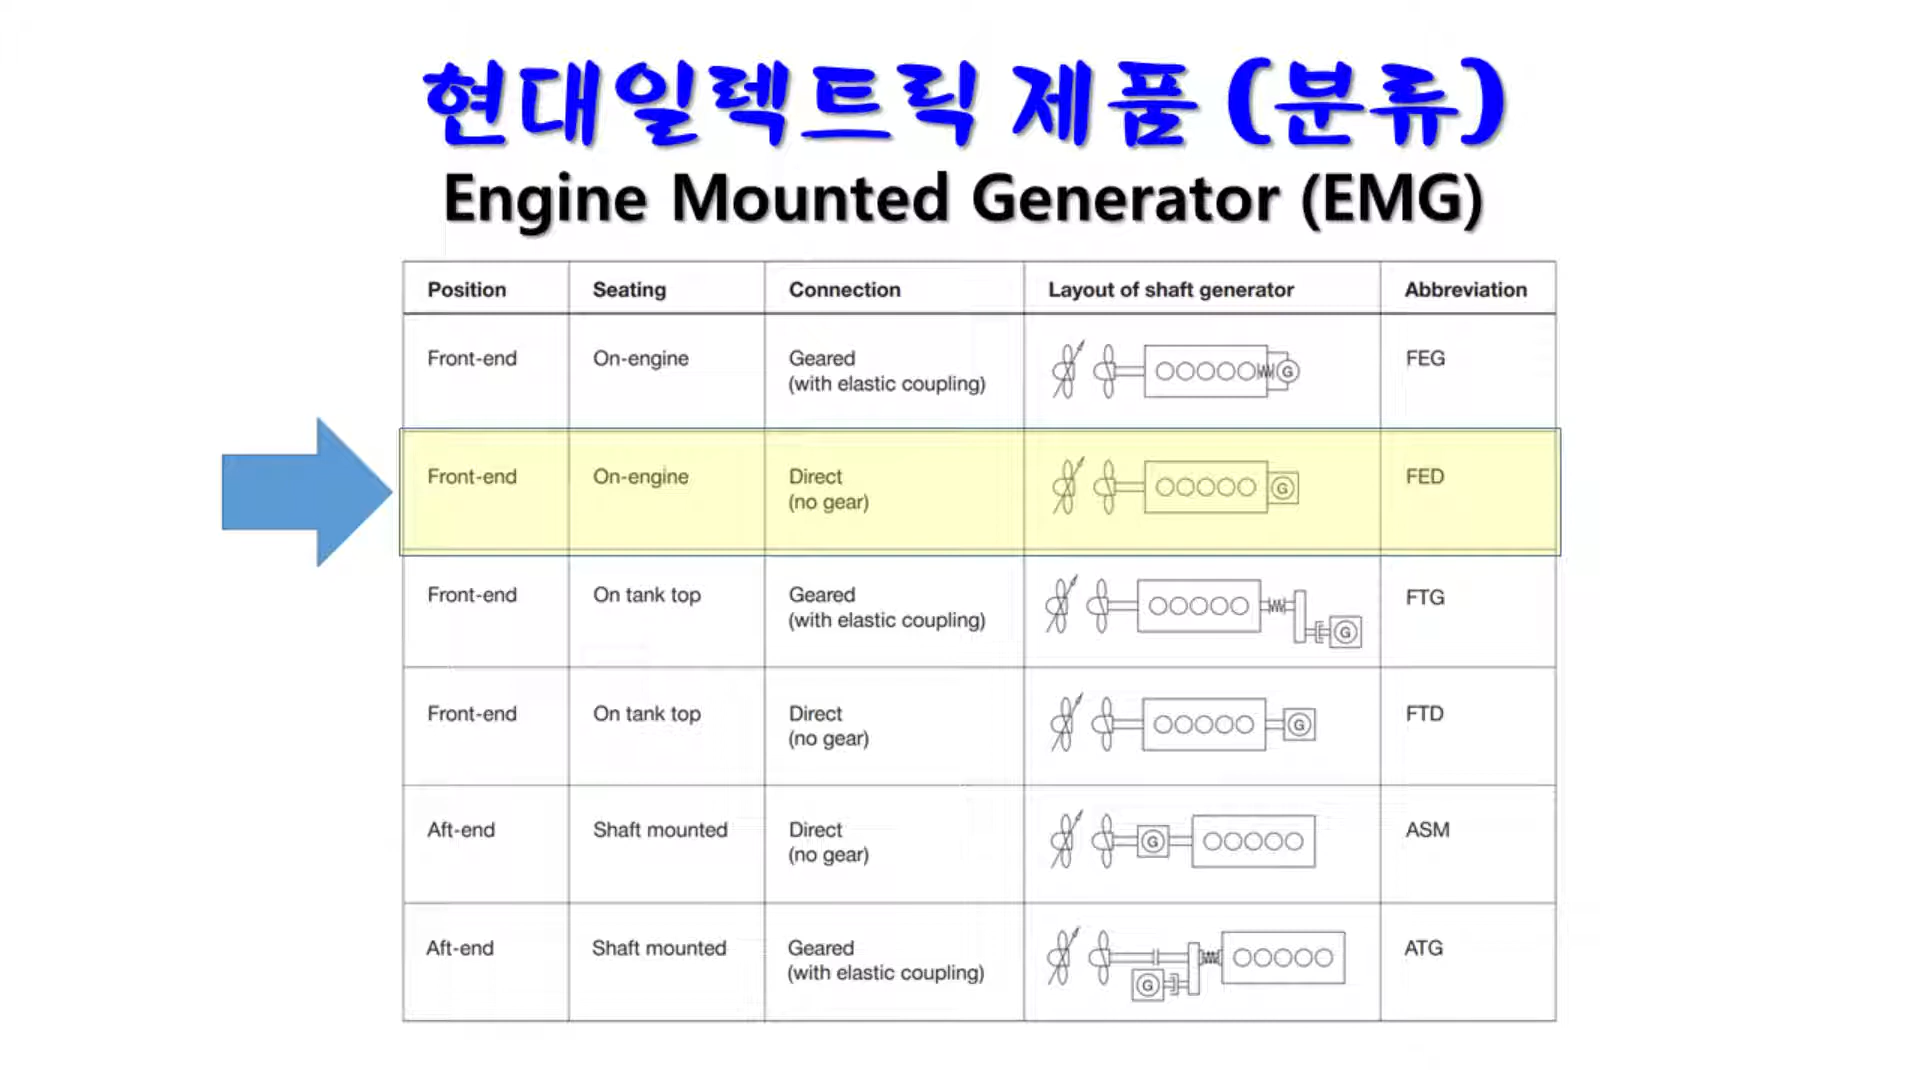 현대일렉트릭 제품 (분류)
Engine Mounted Generator (EMG)
Position Seating Connection Layout of shaft generator Abbreviation
Front-end On-engine Geared FEG
(with elastic coupling)
G
Front-end On-engine Direct FED
(no gear)
G
Front-end On tank top Geared FTG
(with elastic coupling)
G
Front-end On tank top Direct FTD
(no gear)
G
Aft-end Shaft mounted Direct ASM
(no gear)
G
Aft-end Shaft mounted Geared ATG
(with elastic coupling)
G